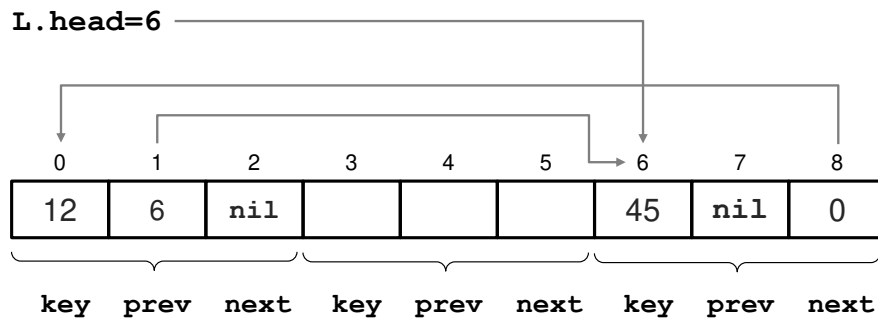 L.head=6
0 1 2 3 4 5 6 7 8
12 6 nil 45 nil 0
key prev next key prev next key prev next